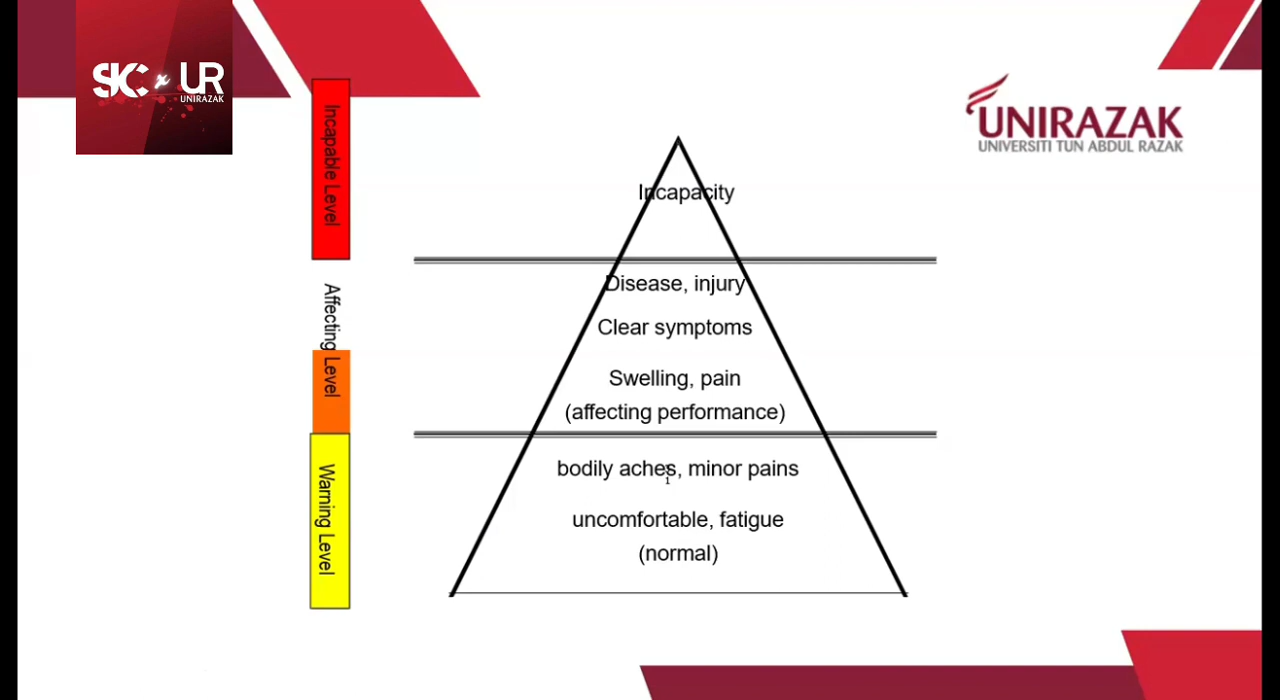 SIC x UR
UNIRAZAK
UNIRAZAK
UNIVERSITI TUN ABDUL RAZAK
Incapable Level
Incapacity
Affecting Level
Disease, injury
Clear symptoms
Swelling, pain
(affecting performance)
Warning Level
bodily aches, minor pains
uncomfortable, fatigue
(normal)